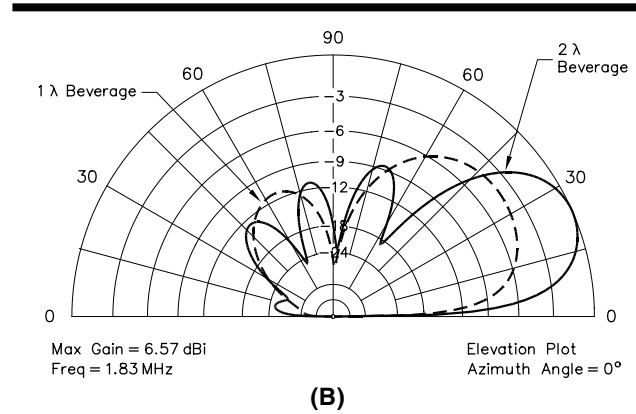 90
2 λ
Beverage
60
60
1 λ Beverage
−3
−6
−9
30
12
30
18
24
0
0
Max Gain = 6.57 dBi
Elevation Plot
Freq = 1.83 MHz
Azimuth Angle = 0°
(B)